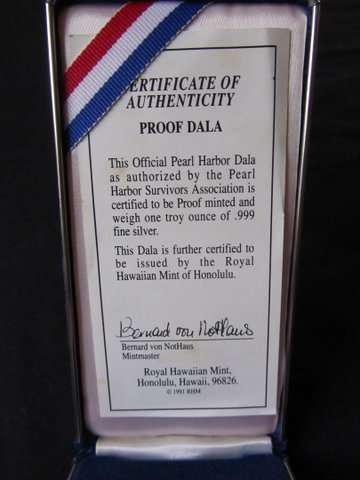 CERTIFICATE OF
AUTHENTICITY
PROOF DALA
This Official Pearl Harbor Dala
as authorized by the Pearl
Harbor Survivors Association is
certified to be Proof minted and
weigh one troy ounce of .999
fine silver.
This Dala is further certified to
be issued by the Royal
Hawaiian Mint of Honolulu.
Bernard von NotHaus
Bernard von NotHaus
Mintmaster
Royal Hawaiian Mint,
Honolulu, Hawaii, 96826.
© 1991 RHM